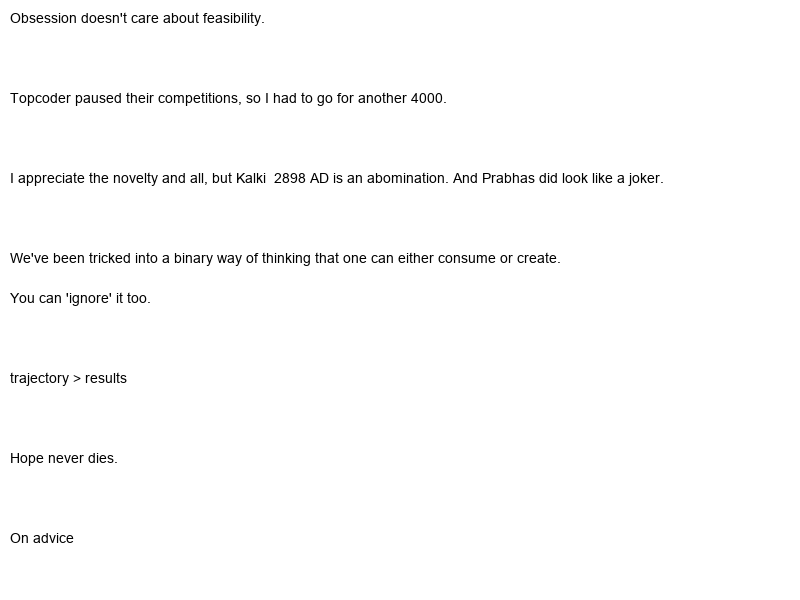 Obsession doesn't care about feasibility.
Topcoder paused their competitions, so I had to go for another 4000.
I appreciate the novelty and all, but Kalki  2898 AD is an abomination. And Prabhas did look like a joker.
We've been tricked into a binary way of thinking that one can either consume or create.
You can 'ignore' it too.
trajectory > results
Hope never dies.
On advice